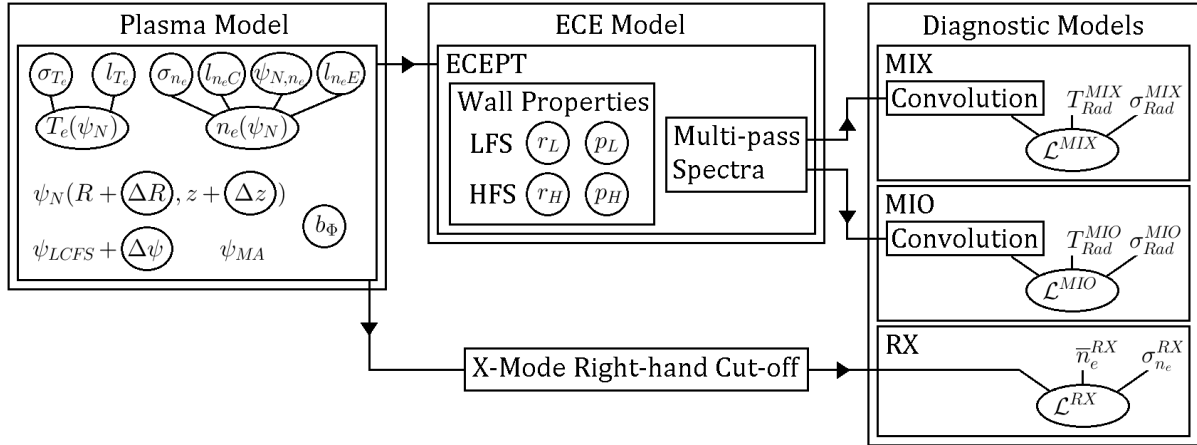 Plasma Model
σ_{T_e} l_{T_e} σ_{n_e} l_{n_eC} ψ_{N,n_e} l_{n_eE}
T_e(ψ_N) n_e(ψ_N)
ψ_N(R + ΔR, z + Δz)
b_Φ
ψ_{LCFS} + Δψ ψ_{MA}
ECE Model
ECEPT
Wall Properties
LFS r_L p_L
HFS r_H p_H
Multi-pass
Spectra
X-Mode Right-hand Cut-off
Diagnostic Models
MIX
Convolution T_{Rad}^{MIX} σ_{Rad}^{MIX}
ℒ^{MIX}
MIO
Convolution T_{Rad}^{MIO} σ_{Rad}^{MIO}
ℒ^{MIO}
RX
n̅_e^{RX} σ_{n_e}^{RX}
ℒ^{RX}